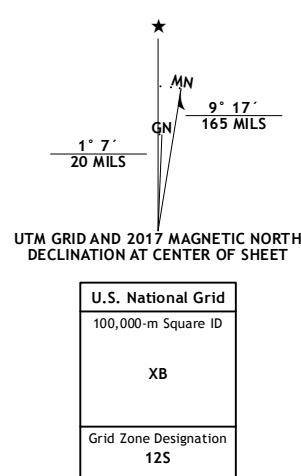 MN
9° 17´
165 MILS
GN
1° 7´
20 MILS
UTM GRID AND 2017 MAGNETIC NORTH
DECLINATION AT CENTER OF SHEET
U.S. National Grid
100,000-m Square ID
XB
Grid Zone Designation
12S